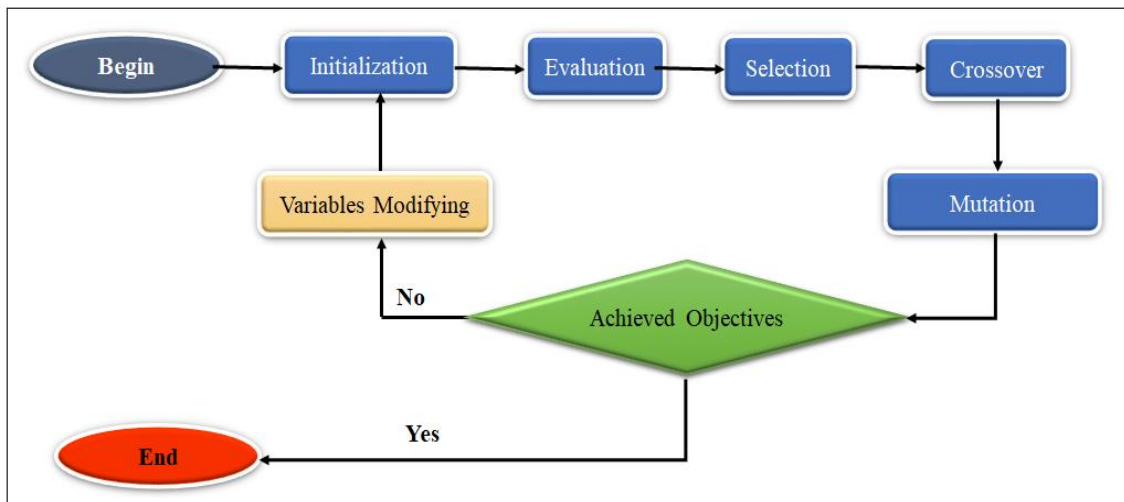 Begin
Initialization
Evaluation
Selection
Crossover
Variables Modifying
Mutation
No
Achieved Objectives
Yes
End